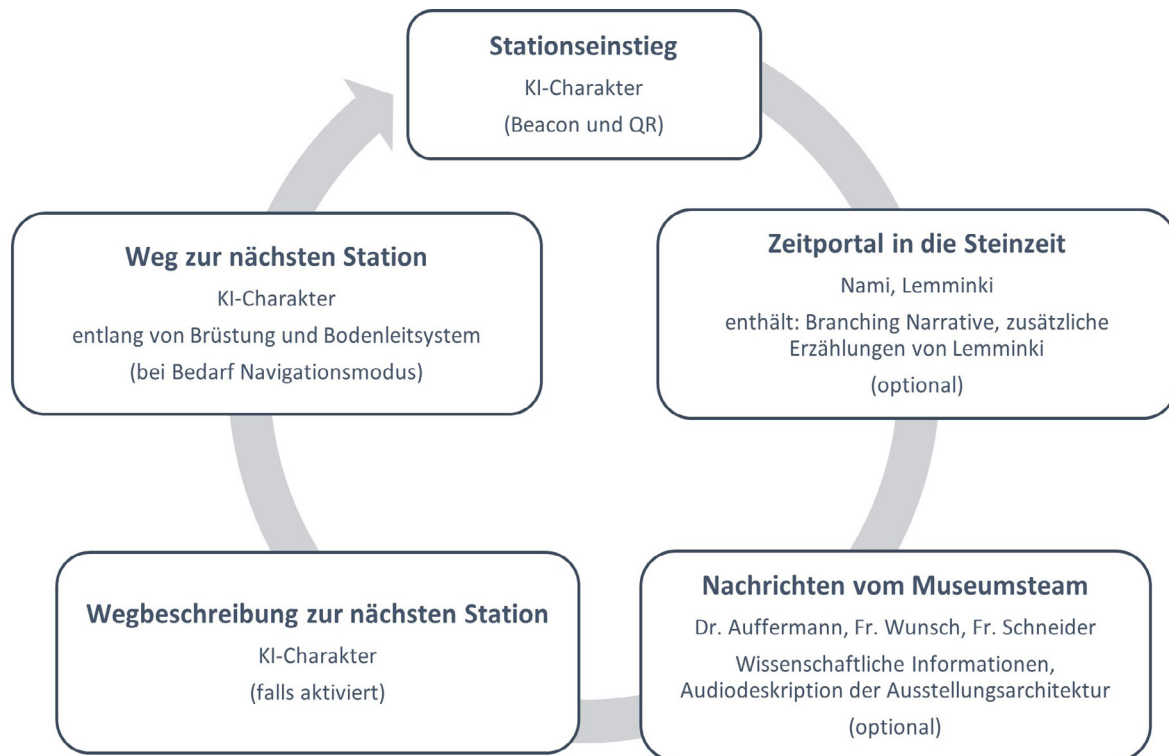 Stationseinstieg
KI-Charakter
(Beacon und QR)
Zeitportal in die Steinzeit
Nami, Lemminki
enthält: Branching Narrative, zusätzliche
Erzählungen von Lemminki
(optional)
Nachrichten vom Museumsteam
Dr. Auffermann, Fr. Wunsch, Fr. Schneider
Wissenschaftliche Informationen,
Audiodeskription der Ausstellungsarchitektur
(optional)
Wegbeschreibung zur nächsten Station
KI-Charakter
(falls aktiviert)
Weg zur nächsten Station
KI-Charakter
entlang von Brüstung und Bodenleitsystem
(bei Bedarf Navigationsmodus)